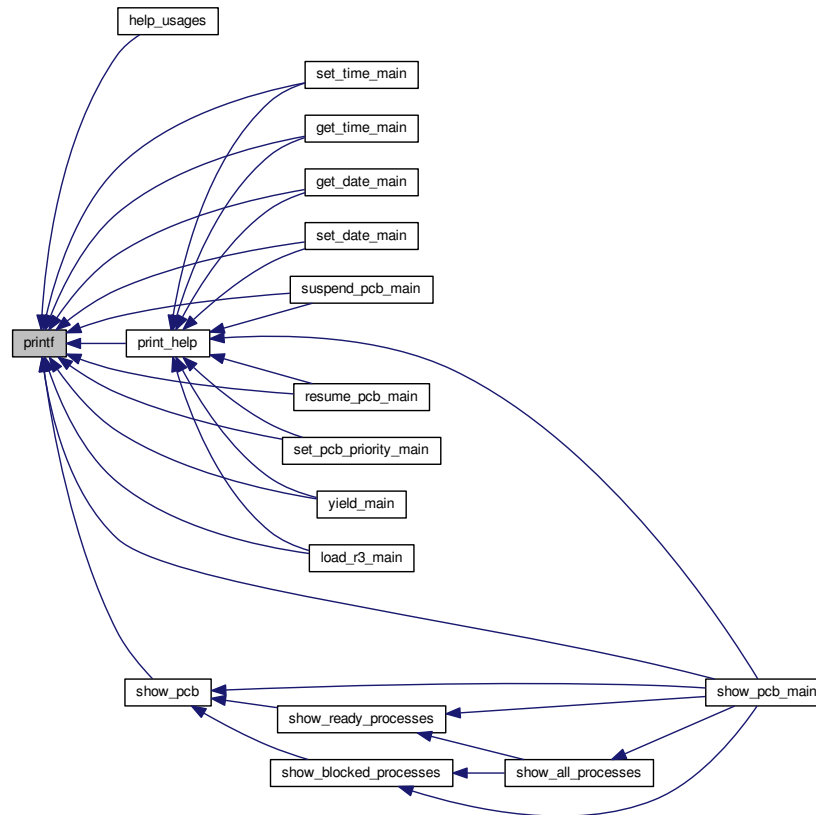 help_usages
set_time_main
get_time_main
get_date_main
set_date_main
suspend_pcb_main
printf
print_help
resume_pcb_main
set_pcb_priority_main
yield_main
load_r3_main
show_pcb
show_pcb_main
show_ready_processes
show_blocked_processes
show_all_processes